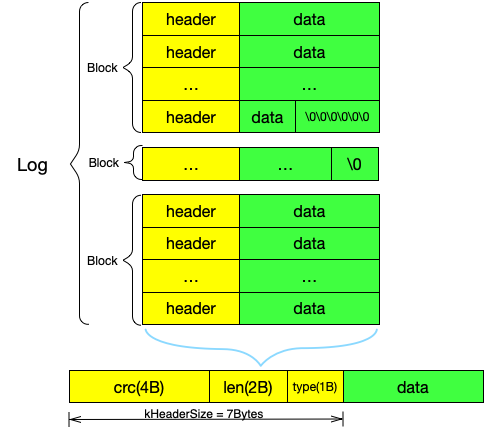 header data
header data
... ...
header data \0\0\0\0\0\0
Block
... ... \0
Block
Log
header data
header data
... ...
header data
Block
crc(4B) len(2B) type(1B) data
kHeaderSize = 7Bytes